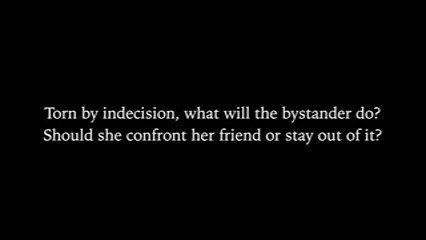 Torn by indecision, what will the bystander do?
Should she confront her friend or stay out of it?